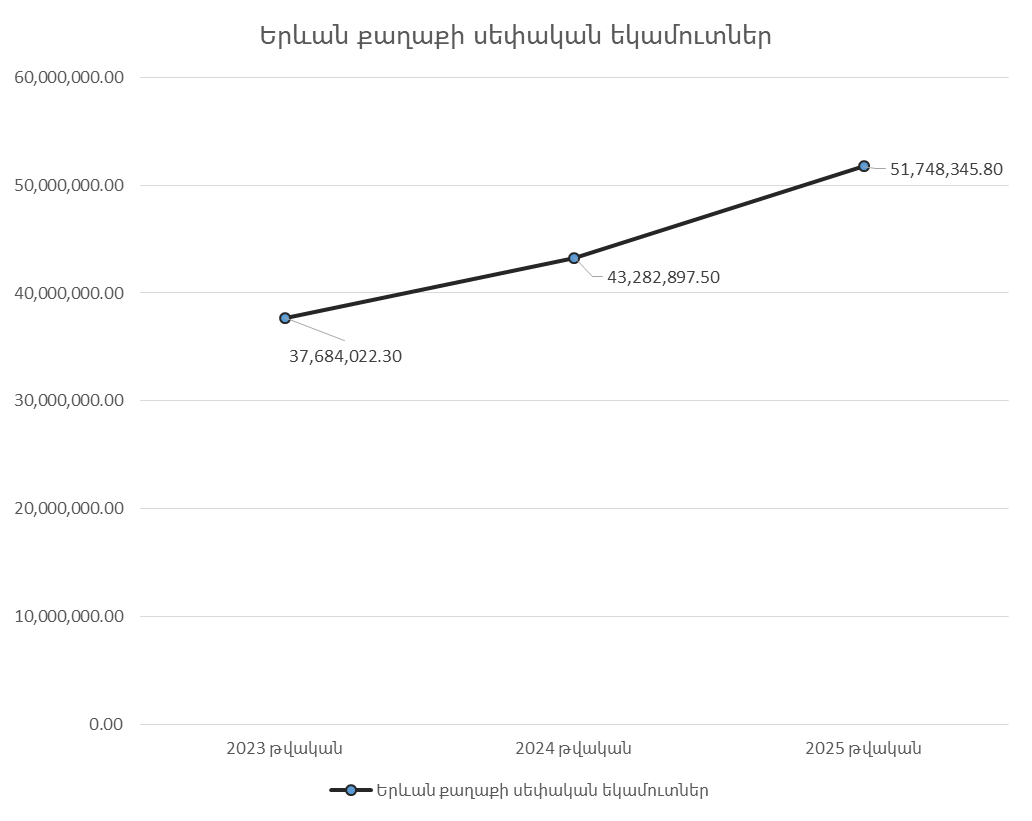 Երևան քաղաքի սեփական եկամուտներ
60,000,000.00
50,000,000.00
40,000,000.00
30,000,000.00
20,000,000.00
10,000,000.00
0.00
51,748,345.80
43,282,897.50
37,684,022.30
2023 թվական
2024 թվական
2025 թվական
Երևան քաղաքի սեփական եկամուտներ